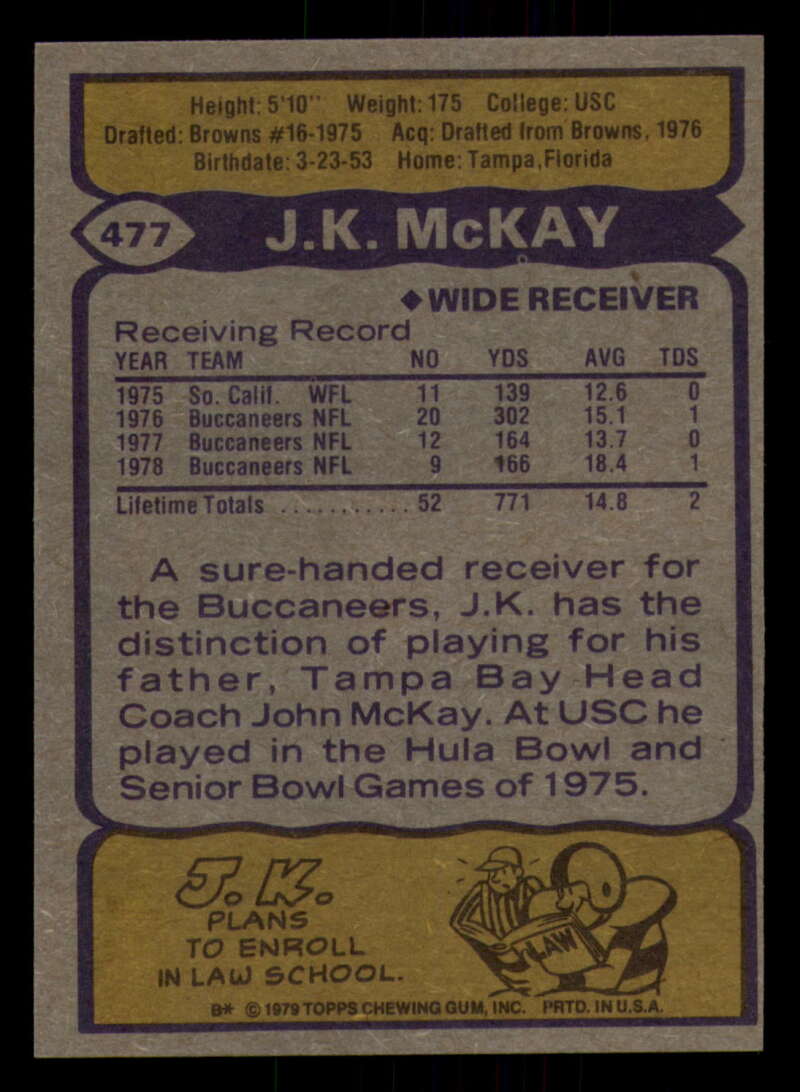 Height: 5'10" Weight: 175 College: USC
Drafted: Browns #16-1975 Acq: Drafted from Browns, 1976
Birthdate: 3-23-53 Home: Tampa, Florida
477 J.K. McKAY
◆ WIDE RECEIVER
Receiving Record
YEAR TEAM NO YDS AVG TDS
1975 So. Calif. WFL 11 139 12.6 0
1976 Buccaneers NFL 20 302 15.1 1
1977 Buccaneers NFL 12 164 13.7 0
1978 Buccaneers NFL 9 166 18.4 1
Lifetime Totals ........... 52 771 14.8 2
A sure-handed receiver for
the Buccaneers, J.K. has the
distinction of playing for his
father, Tampa Bay Head
Coach John McKay. At USC he
played in the Hula Bowl and
Senior Bowl Games of 1975.
J.K.
PLANS
TO ENROLL
IN LAW SCHOOL.
LAW
B* © 1979 TOPPS CHEWING GUM, INC. PRTD. IN U.S.A.